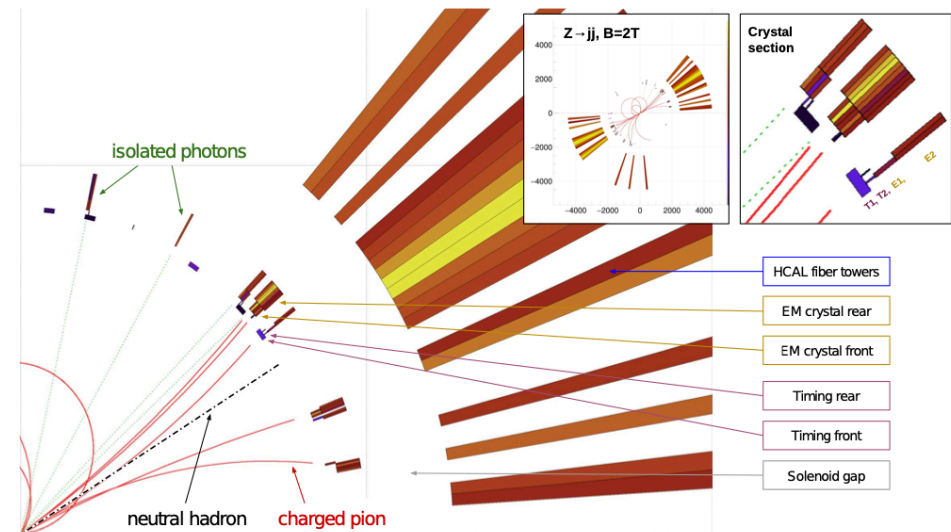 Z→jj, B=2T
4000
2000
0
−2000
−4000
−4000
−2000
0
2000
4000
Crystal
section
T1, T2, E1, E2
isolated photons
HCAL fiber towers
EM crystal rear
EM crystal front
Timing rear
Timing front
Solenoid gap
neutral hadron
charged pion